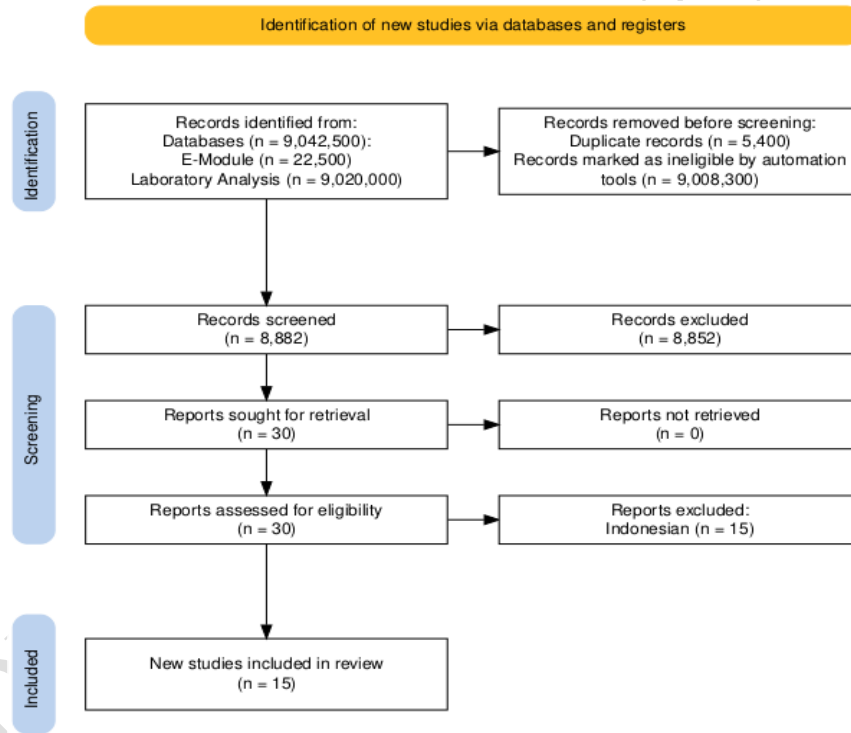 Identification of new studies via databases and registers
Identification
Records identified from:
Databases (n = 9,042,500):
E-Module (n = 22,500)
Laboratory Analysis (n = 9,020,000)
Records removed before screening:
Duplicate records (n = 5,400)
Records marked as ineligible by automation
tools (n = 9,008,300)
Screening
Records screened
(n = 8,882)
Records excluded
(n = 8,852)
Reports sought for retrieval
(n = 30)
Reports not retrieved
(n = 0)
Reports assessed for eligibility
(n = 30)
Reports excluded:
Indonesian (n = 15)
Included
New studies included in review
(n = 15)